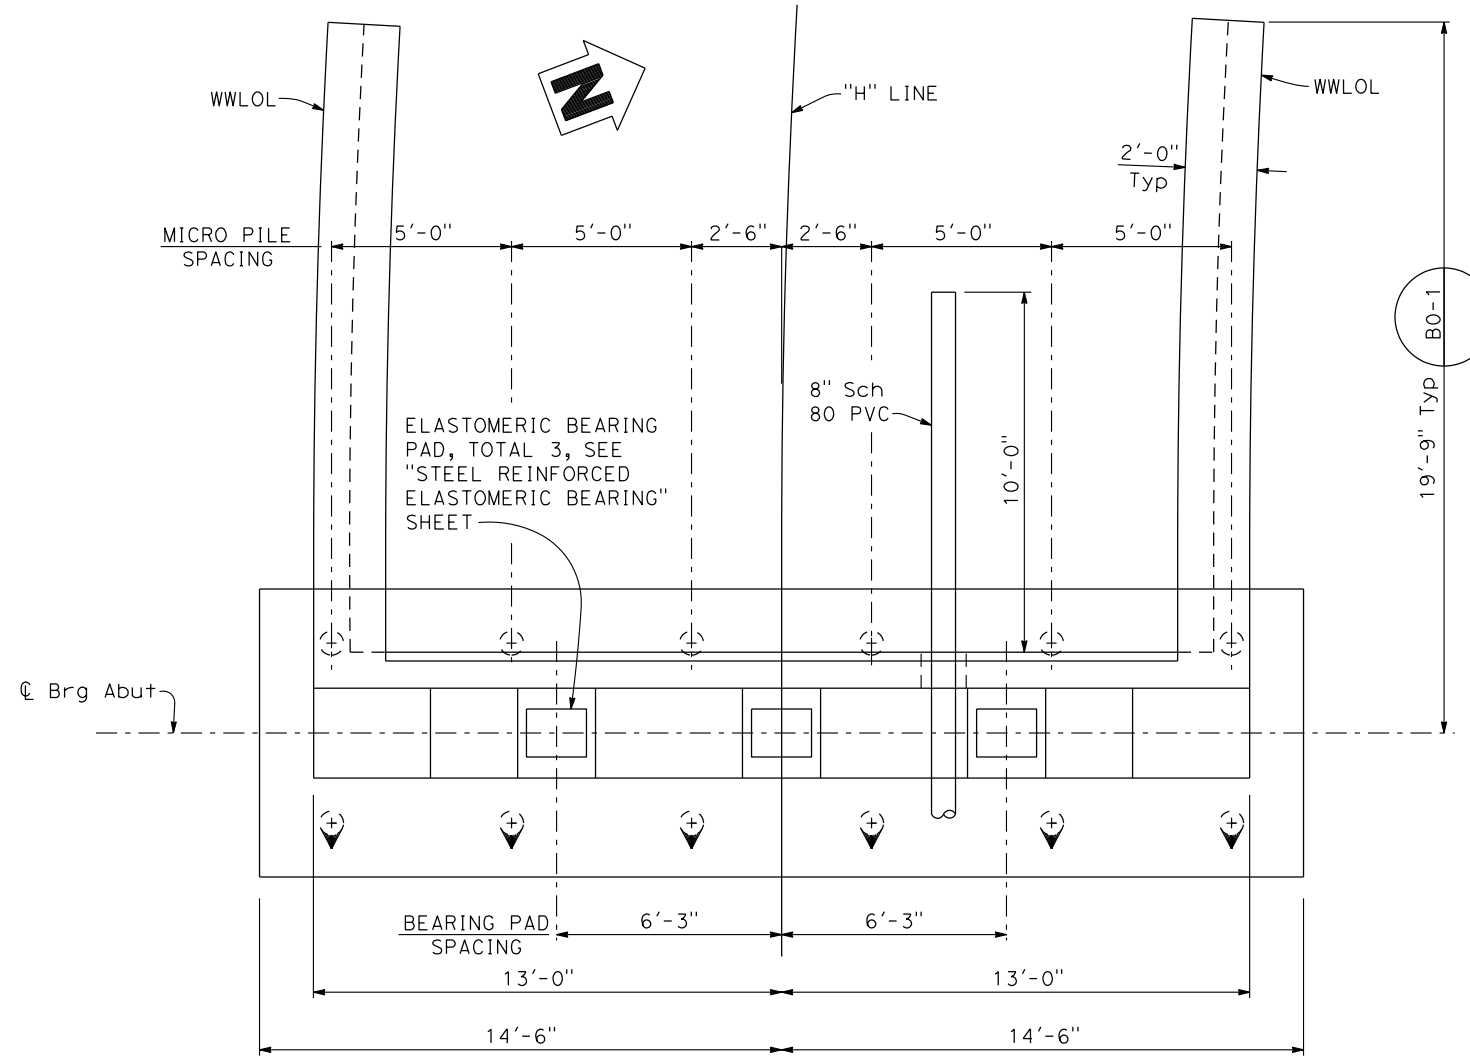 N
WWLOL
"H" LINE
WWLOL
2'-0"
Typ
MICRO PILE
SPACING
5'-0"
5'-0"
2'-6"
2'-6"
5'-0"
5'-0"
B0-1
19'-9" Typ
8" Sch
80 PVC
10'-0"
ELASTOMERIC BEARING
PAD, TOTAL 3, SEE
"STEEL REINFORCED
ELASTOMERIC BEARING"
SHEET
℄ Brg Abut
BEARING PAD
SPACING
6'-3"
6'-3"
13'-0"
13'-0"
14'-6"
14'-6"